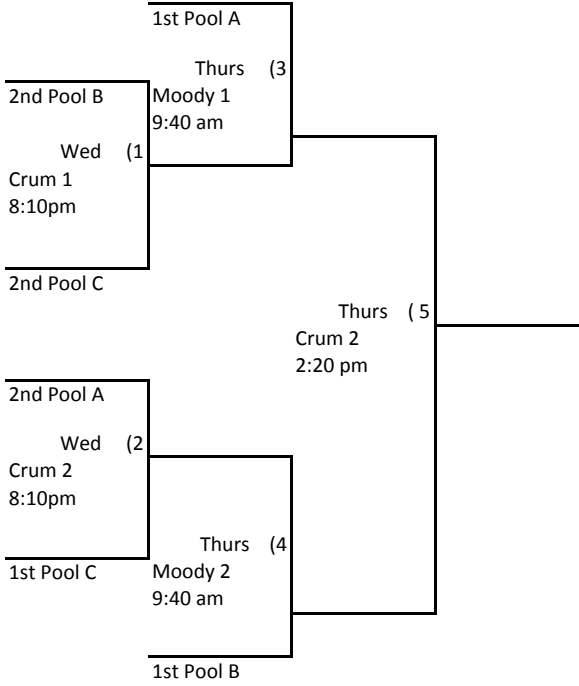 1st Pool A
Thurs (3
2nd Pool B
Moody 1
9:40 am
Wed (1
Crum 1
8:10pm
2nd Pool C
Thurs ( 5
Crum 2
2:20 pm
2nd Pool A
Wed (2
Crum 2
8:10pm
Thurs (4
1st Pool C
Moody 2
9:40 am
1st Pool B